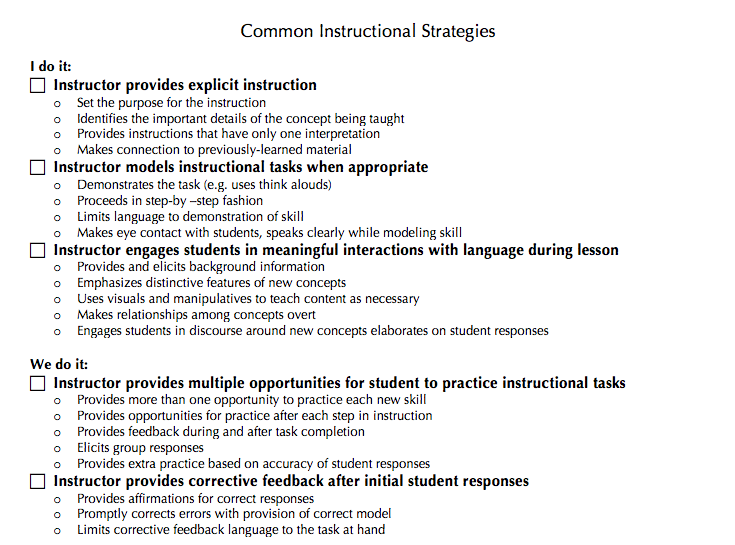 Common Instructional Strategies
I do it:
Instructor provides explicit instruction
o Set the purpose for the instruction
o Identifies the important details of the concept being taught
o Provides instructions that have only one interpretation
o Makes connection to previously-learned material
Instructor models instructional tasks when appropriate
o Demonstrates the task (e.g. uses think alouds)
o Proceeds in step-by –step fashion
o Limits language to demonstration of skill
o Makes eye contact with students, speaks clearly while modeling skill
Instructor engages students in meaningful interactions with language during lesson
o Provides and elicits background information
o Emphasizes distinctive features of new concepts
o Uses visuals and manipulatives to teach content as necessary
o Makes relationships among concepts overt
o Engages students in discourse around new concepts elaborates on student responses
We do it:
Instructor provides multiple opportunities for student to practice instructional tasks
o Provides more than one opportunity to practice each new skill
o Provides opportunities for practice after each step in instruction
o Provides feedback during and after task completion
o Elicits group responses
o Provides extra practice based on accuracy of student responses
Instructor provides corrective feedback after initial student responses
o Provides affirmations for correct responses
o Promptly corrects errors with provision of correct model
o Limits corrective feedback language to the task at hand